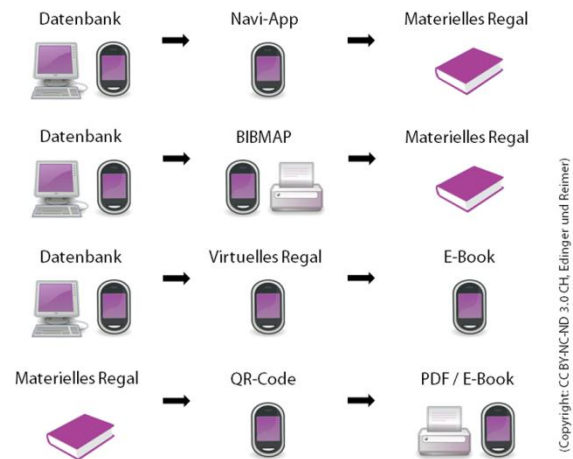 Datenbank Navi-App Materielles Regal
Datenbank BIBMAP Materielles Regal
Datenbank Virtuelles Regal E-Book
Materielles Regal QR-Code PDF / E-Book
(Copyright: CC BY-NC-ND 3.0 CH, Edinger und Reimer)